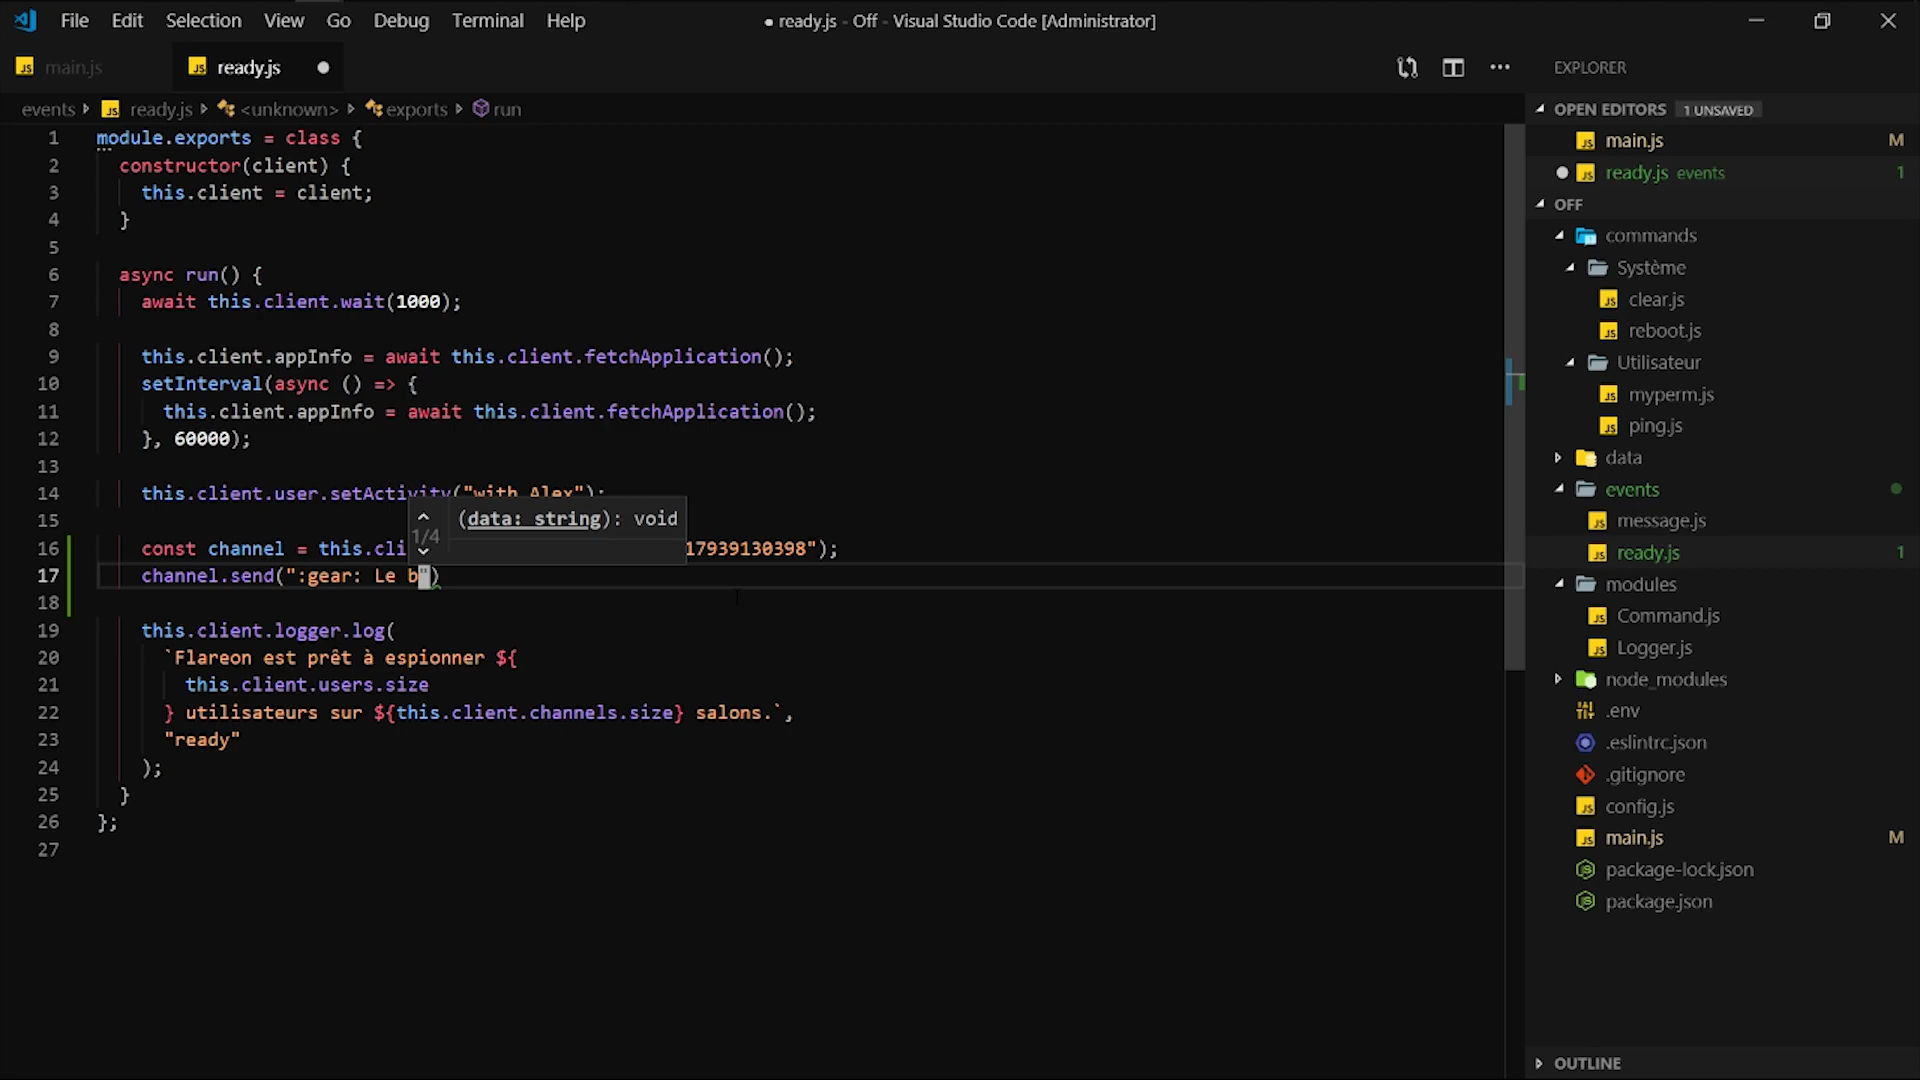 File Edit Selection View Go Debug Terminal Help
● ready.js - Off - Visual Studio Code [Administrator]
main.js
ready.js
EXPLORER
events ready.js <unknown> exports run
1 module.exports = class {
2 constructor(client) {
3 this.client = client;
4 }
5
6 async run() {
7 await this.client.wait(1000);
8
9 this.client.appInfo = await this.client.fetchApplication();
10 setInterval(async () => {
11 this.client.appInfo = await this.client.fetchApplication();
12 }, 60000);
13
14 this.client.user.setActivity("with Alex");
15
(data: string): void
1/4
16 const channel = this.cli 17939130398");
17 channel.send(":gear: Le b")
18
19 this.client.logger.log(
20 `Flareon est prêt à espionner ${
21 this.client.users.size
22 } utilisateurs sur ${this.client.channels.size} salons.`,
23 "ready"
24 );
25 }
26 };
27
OPEN EDITORS 1 UNSAVED
main.js M
ready.js events 1
OFF
commands
Système
clear.js
reboot.js
Utilisateur
myperm.js
ping.js
data
events
message.js
ready.js 1
modules
Command.js
Logger.js
node_modules
.env
.eslintrc.json
.gitignore
config.js
main.js M
package-lock.json
package.json
OUTLINE